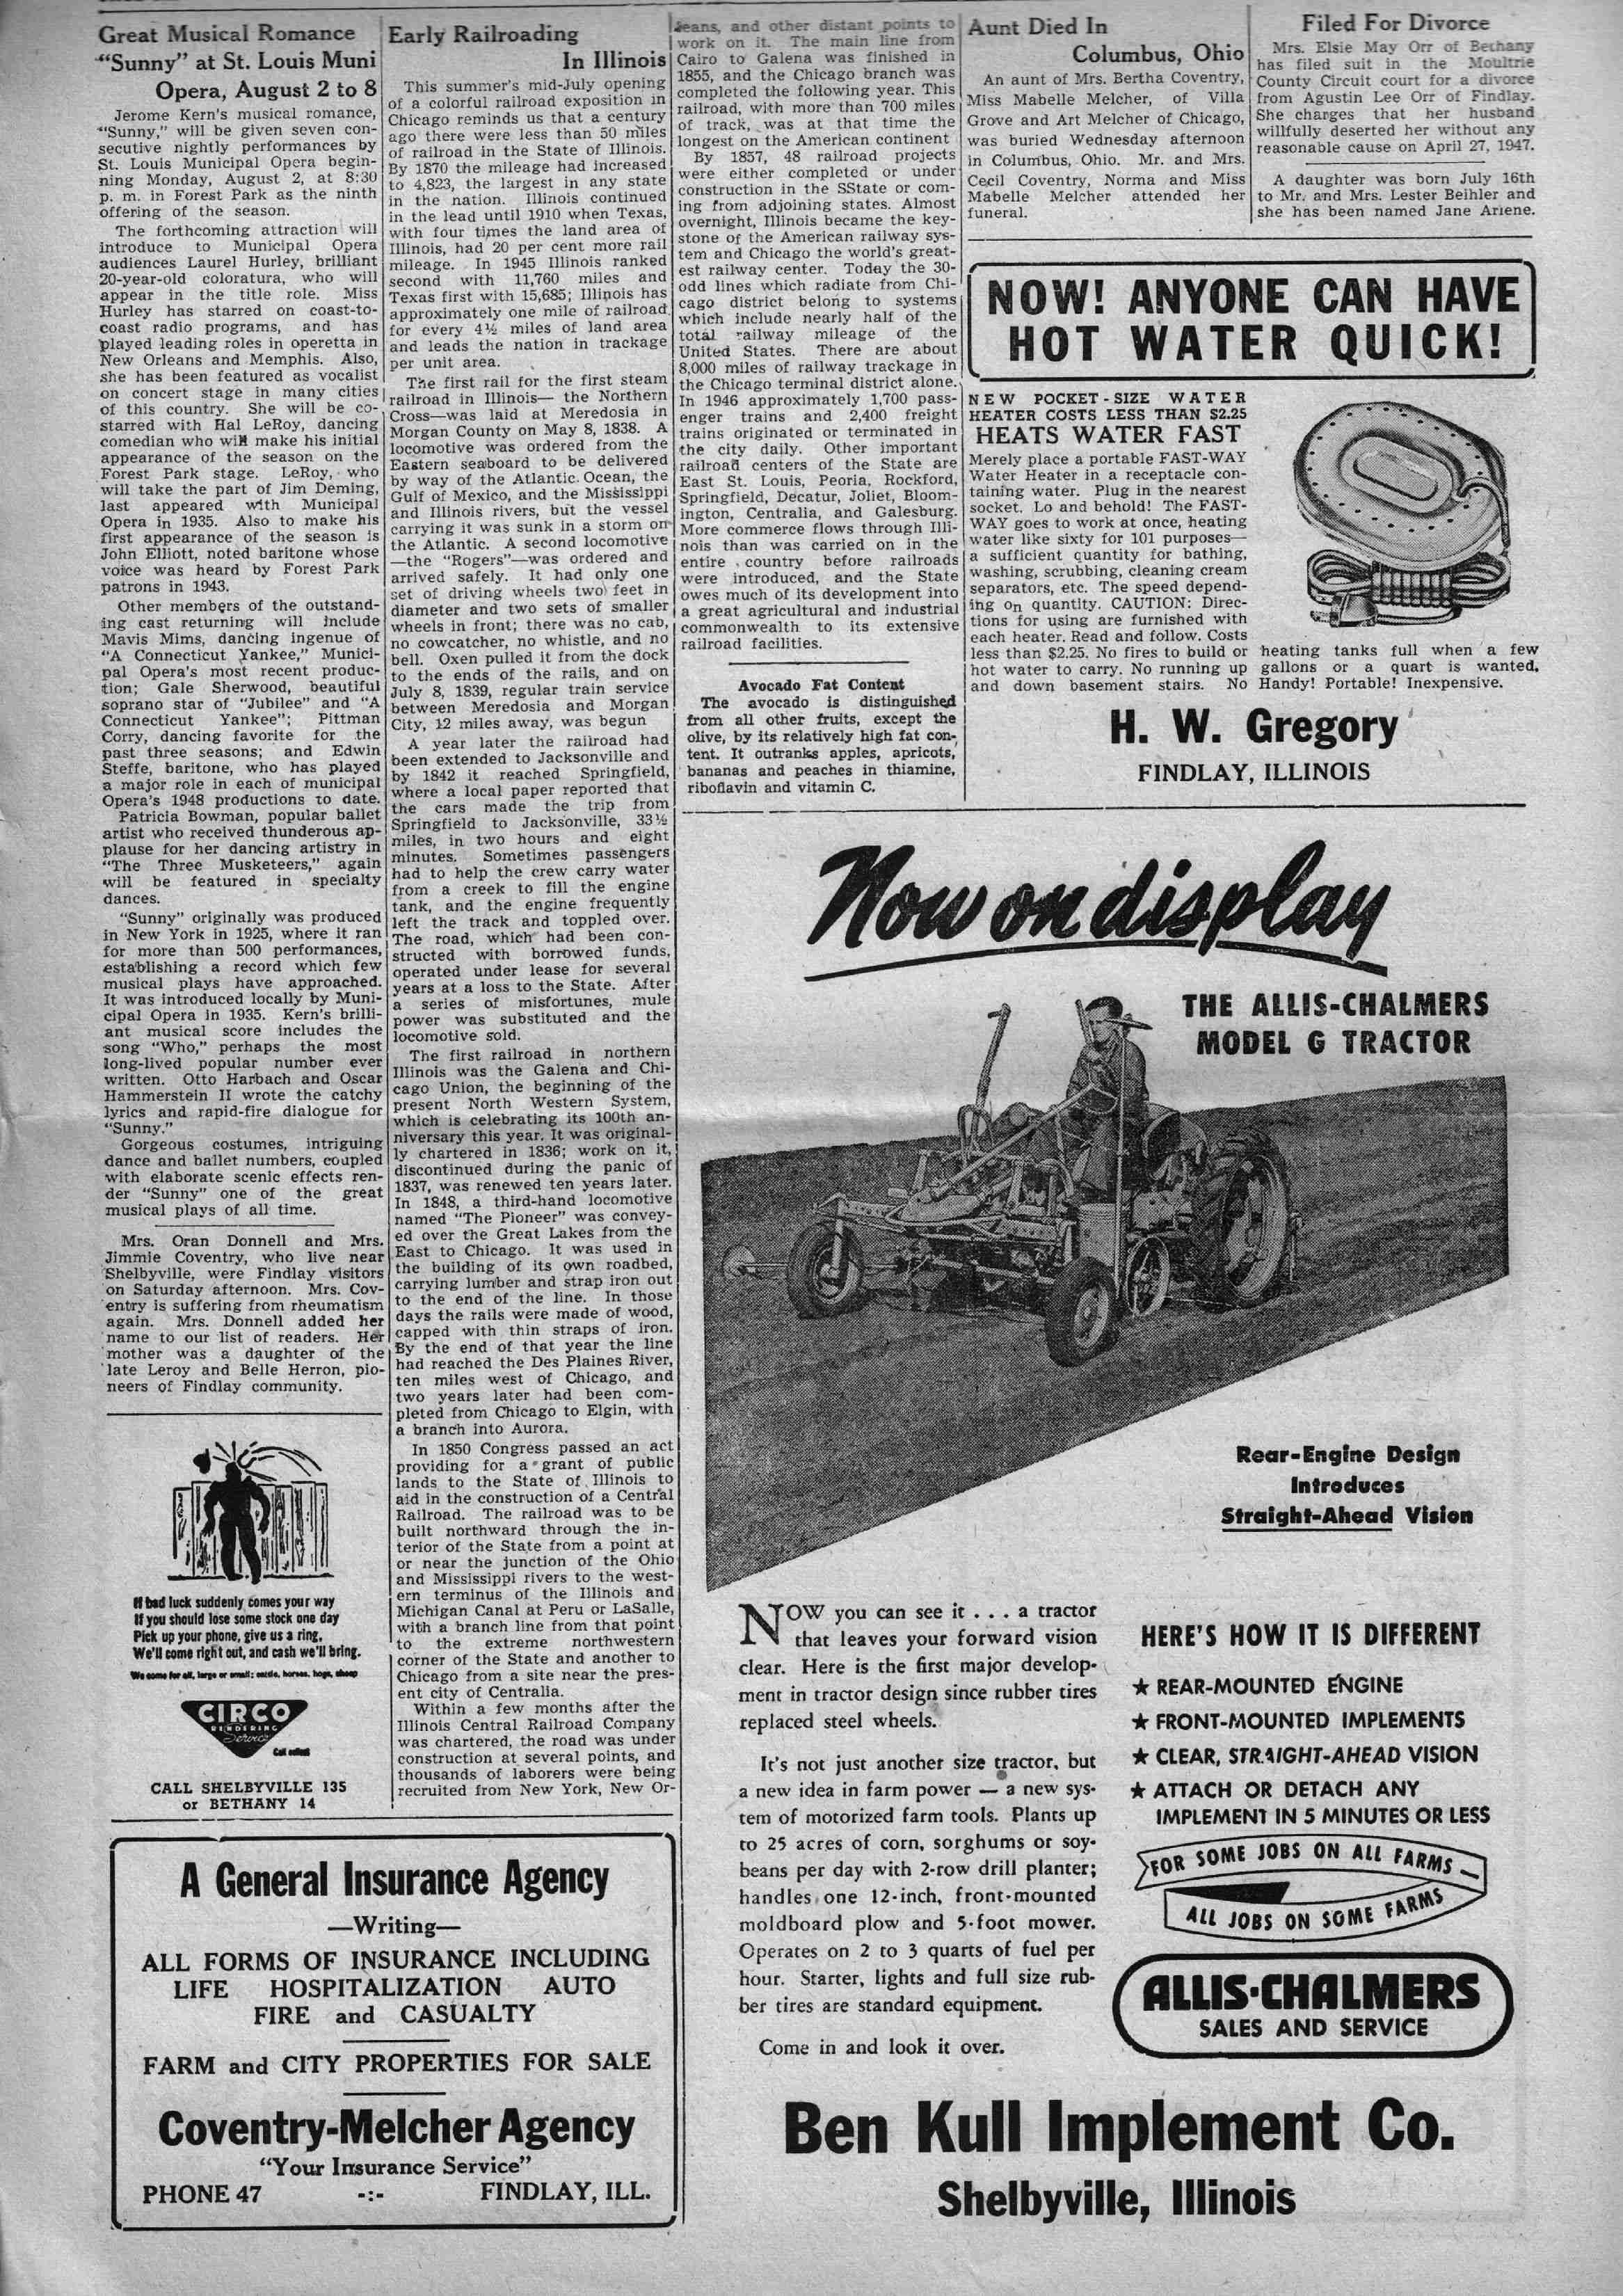 Great Musical Romance
"Sunny" at St. Louis Muni
Opera, August 2 to 8
Jerome Kern's musical romance,
"Sunny," will be given seven con-
secutive nightly performances by
St. Louis Municipal Opera begin-
ning Monday, August 2, at 8:30
p. m. in Forest Park as the ninth
offering of the season.
The forthcoming attraction will
introduce to Municipal Opera
audiences Laurel Hurley, brilliant
20-year-old coloratura, who will
appear in the title role. Miss
Hurley has starred on coast-to-
coast radio programs, and has
played leading roles in operetta in
New Orleans and Memphis. Also,
she has been featured as vocalist
on concert stage in many cities
of this country. She will be co-
starred with Hal LeRoy, dancing
comedian who will make his initial
appearance of the season on the
Forest Park stage. LeRoy, who
will take the part of Jim Deming,
last appeared with Municipal
Opera in 1935. Also to make his
first appearance of the season is
John Elliott, noted baritone whose
voice was heard by Forest Park
patrons in 1943.
Other members of the outstand-
ing cast returning will include
Mavis Mims, dancing ingenue of
"A Connecticut Yankee," Munici-
pal Opera's most recent produc-
tion; Gale Sherwood, beautiful
soprano star of "Jubilee" and "A
Connecticut Yankee"; Pittman
Corry, dancing favorite for the
past three seasons; and Edwin
Steffe, baritone, who has played
a major role in each of municipal
Opera's 1948 productions to date.
Patricia Bowman, popular ballet
artist who received thunderous ap-
plause for her dancing artistry in
"The Three Musketeers," again
will be featured in specialty
dances.
"Sunny" originally was produced
in New York in 1925, where it ran
for more than 500 performances,
establishing a record which few
musical plays have approached.
It was introduced locally by Muni-
cipal Opera in 1935. Kern's brilli-
ant musical score includes the
song "Who," perhaps the most
long-lived popular number ever
written. Otto Harbach and Oscar
Hammerstein II wrote the catchy
lyrics and rapid-fire dialogue for
"Sunny."
Gorgeous costumes, intriguing
dance and ballet numbers, coupled
with elaborate scenic effects ren-
der "Sunny" one of the great
musical plays of all time.
Mrs. Oran Donnell and Mrs.
Jimmie Coventry, who live near
Shelbyville, were Findlay visitors
on Saturday afternoon. Mrs. Cov-
entry is suffering from rheumatism
again. Mrs. Donnell added her
name to our list of readers. Her
mother was a daughter of the
late Leroy and Belle Herron, pio-
neers of Findlay community.
If bad luck suddenly comes your way
If you should lose some stock one day
Pick up your phone, give us a ring,
We'll come right out, and cash we'll bring.
We come for all, large or small; cattle, horses, hogs, sheep
CIRCO
RENDERING
Service
Call collect
CALL SHELBYVILLE 135
or BETHANY 14
Early Railroading
In Illinois
This summer's mid-July opening
of a colorful railroad exposition in
Chicago reminds us that a century
ago there were less than 50 miles
of railroad in the State of Illinois.
By 1870 the mileage had increased
to 4,823, the largest in any state
in the nation. Illinois continued
in the lead until 1910 when Texas,
with four times the land area of
Illinois, had 20 per cent more rail
mileage. In 1945 Illinois ranked
second with 11,760 miles and
Texas first with 15,685; Illinois has
approximately one mile of railroad
for every 4½ miles of land area
and leads the nation in trackage
per unit area.
The first rail for the first steam
railroad in Illinois— the Northern
Cross—was laid at Meredosia in
Morgan County on May 8, 1838. A
locomotive was ordered from the
Eastern seaboard to be delivered
by way of the Atlantic Ocean, the
Gulf of Mexico, and the Mississippi
and Illinois rivers, but the vessel
carrying it was sunk in a storm on
the Atlantic. A second locomotive
—the "Rogers"—was ordered and
arrived safely. It had only one
set of driving wheels two feet in
diameter and two sets of smaller
wheels in front; there was no cab,
no cowcatcher, no whistle, and no
bell. Oxen pulled it from the dock
to the ends of the rails, and on
July 8, 1839, regular train service
between Meredosia and Morgan
City, 12 miles away, was begun
A year later the railroad had
been extended to Jacksonville and
by 1842 it reached Springfield,
where a local paper reported that
the cars made the trip from
Springfield to Jacksonville, 33½
miles, in two hours and eight
minutes. Sometimes passengers
had to help the crew carry water
from a creek to fill the engine
tank, and the engine frequently
left the track and toppled over.
The road, which had been con-
structed with borrowed funds,
operated under lease for several
years at a loss to the State. After
a series of misfortunes, mule
power was substituted and the
locomotive sold.
The first railroad in northern
Illinois was the Galena and Chi-
cago Union, the beginning of the
present North Western System,
which is celebrating its 100th an-
niversary this year. It was original-
ly chartered in 1836; work on it,
discontinued during the panic of
1837, was renewed ten years later.
In 1848, a third-hand locomotive
named "The Pioneer" was convey-
ed over the Great Lakes from the
East to Chicago. It was used in
the building of its own roadbed,
carrying lumber and strap iron out
to the end of the line. In those
days the rails were made of wood,
capped with thin straps of iron.
By the end of that year the line
had reached the Des Plaines River,
ten miles west of Chicago, and
two years later had been com-
pleted from Chicago to Elgin, with
a branch into Aurora.
In 1850 Congress passed an act
providing for a grant of public
lands to the State of Illinois to
aid in the construction of a Central
Railroad. The railroad was to be
built northward through the in-
terior of the State from a point at
or near the junction of the Ohio
and Mississippi rivers to the west-
ern terminus of the Illinois and
Michigan Canal at Peru or LaSalle,
with a branch line from that point
to the extreme northwestern
corner of the State and another to
Chicago from a site near the pres-
ent city of Centralia.
Within a few months after the
Illinois Central Railroad Company
was chartered, the road was under
construction at several points, and
thousands of laborers were being
recruited from New York, New Or-
leans, and other distant points to
work on it. The main line from
Cairo to Galena was finished in
1855, and the Chicago branch was
completed the following year. This
railroad, with more than 700 miles
of track, was at that time the
longest on the American continent
By 1857, 48 railroad projects
were either completed or under
construction in the SState or com-
ing from adjoining states. Almost
overnight, Illinois became the key-
stone of the American railway sys-
tem and Chicago the world's great-
est railway center. Today the 30-
odd lines which radiate from Chi-
cago district belong to systems
which include nearly half of the
total railway mileage of the
United States. There are about
8,000 miles of railway trackage in
the Chicago terminal district alone.
In 1946 approximately 1,700 pass-
enger trains and 2,400 freight
trains originated or terminated in
the city daily. Other important
railroad centers of the State are
East St. Louis, Peoria, Rockford,
Springfield, Decatur, Joliet, Bloom-
ington, Centralia, and Galesburg.
More commerce flows through Illi-
nois than was carried on in the
entire country before railroads
were introduced, and the State
owes much of its development into
a great agricultural and industrial
commonwealth to its extensive
railroad facilities.
Avocado Fat Content
The avocado is distinguished
from all other fruits, except the
olive, by its relatively high fat con-
tent. It outranks apples, apricots,
bananas and peaches in thiamine,
riboflavin and vitamin C.
Aunt Died In
Columbus, Ohio
An aunt of Mrs. Bertha Coventry,
Miss Mabelle Melcher, of Villa
Grove and Art Melcher of Chicago,
was buried Wednesday afternoon
in Columbus, Ohio. Mr. and Mrs.
Cecil Coventry, Norma and Miss
Mabelle Melcher attended her
funeral.
Filed For Divorce
Mrs. Elsie May Orr of Bethany
has filed suit in the Moultrie
County Circuit court for a divorce
from Agustin Lee Orr of Findlay.
She charges that her husband
willfully deserted her without any
reasonable cause on April 27, 1947.
A daughter was born July 16th
to Mr. and Mrs. Lester Beihler and
she has been named Jane Ariene.
NOW! ANYONE CAN HAVE
HOT WATER QUICK!
NEW POCKET-SIZE WATER
HEATER COSTS LESS THAN $2.25
HEATS WATER FAST
Merely place a portable FAST-WAY
Water Heater in a receptacle con-
taining water. Plug in the nearest
socket. Lo and behold! The FAST-
WAY goes to work at once, heating
water like sixty for 101 purposes—
a sufficient quantity for bathing,
washing, scrubbing, cleaning cream
separators, etc. The speed depend-
ing on quantity. CAUTION: Direc-
tions for using are furnished with
each heater. Read and follow. Costs
less than $2.25. No fires to build or
hot water to carry. No running up
and down basement stairs. No
heating tanks full when a few
gallons or a quart is wanted.
Handy! Portable! Inexpensive.
H. W. Gregory
FINDLAY, ILLINOIS
Now on display
THE ALLIS-CHALMERS
MODEL G TRACTOR
Rear-Engine Design
Introduces
Straight-Ahead Vision
NOW you can see it . . . a tractor
that leaves your forward vision
clear. Here is the first major develop-
ment in tractor design since rubber tires
replaced steel wheels.
It's not just another size tractor, but
a new idea in farm power — a new sys-
tem of motorized farm tools. Plants up
to 25 acres of corn, sorghums or soy-
beans per day with 2-row drill planter;
handles one 12-inch, front-mounted
moldboard plow and 5-foot mower.
Operates on 2 to 3 quarts of fuel per
hour. Starter, lights and full size rub-
ber tires are standard equipment.
Come in and look it over.
HERE'S HOW IT IS DIFFERENT
★ REAR-MOUNTED ENGINE
★ FRONT-MOUNTED IMPLEMENTS
★ CLEAR, STRAIGHT-AHEAD VISION
★ ATTACH OR DETACH ANY
IMPLEMENT IN 5 MINUTES OR LESS
FOR SOME JOBS ON ALL FARMS—
ALL JOBS ON SOME FARMS
ALLIS-CHALMERS
SALES AND SERVICE
Ben Kull Implement Co.
Shelbyville, Illinois
A General Insurance Agency
—Writing—
ALL FORMS OF INSURANCE INCLUDING
LIFE HOSPITALIZATION AUTO
FIRE and CASUALTY
FARM and CITY PROPERTIES FOR SALE
Coventry-Melcher Agency
"Your Insurance Service"
PHONE 47 -:- FINDLAY, ILL.